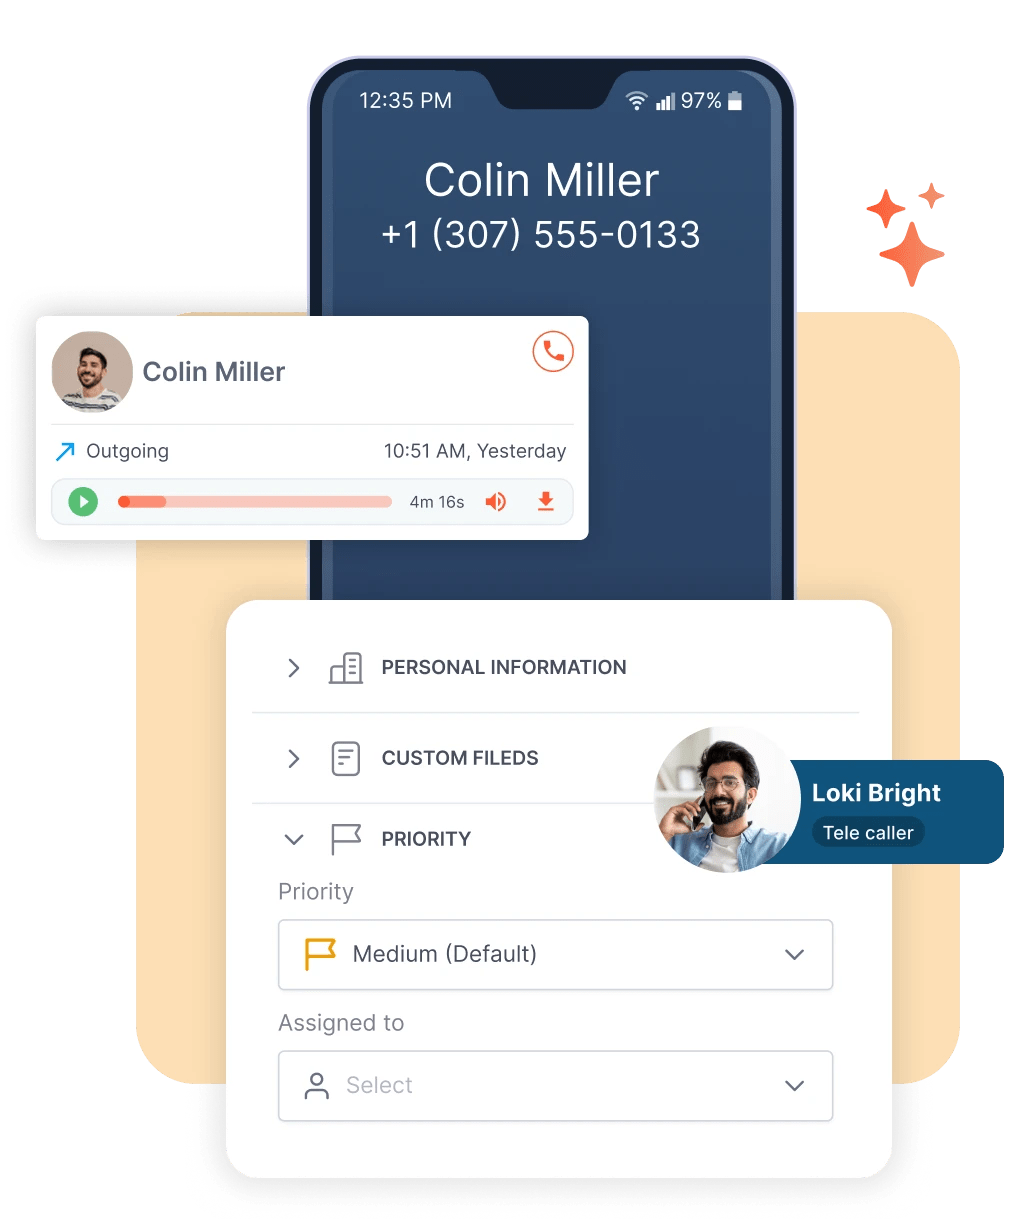 12:35 PM
97%
Colin Miller
+1 (307) 555-0133
Colin Miller
Outgoing
10:51 AM, Yesterday
4m 16s
PERSONAL INFORMATION
CUSTOM FILEDS
Loki Bright
Tele caller
PRIORITY
Priority
Medium (Default)
Assigned to
Select